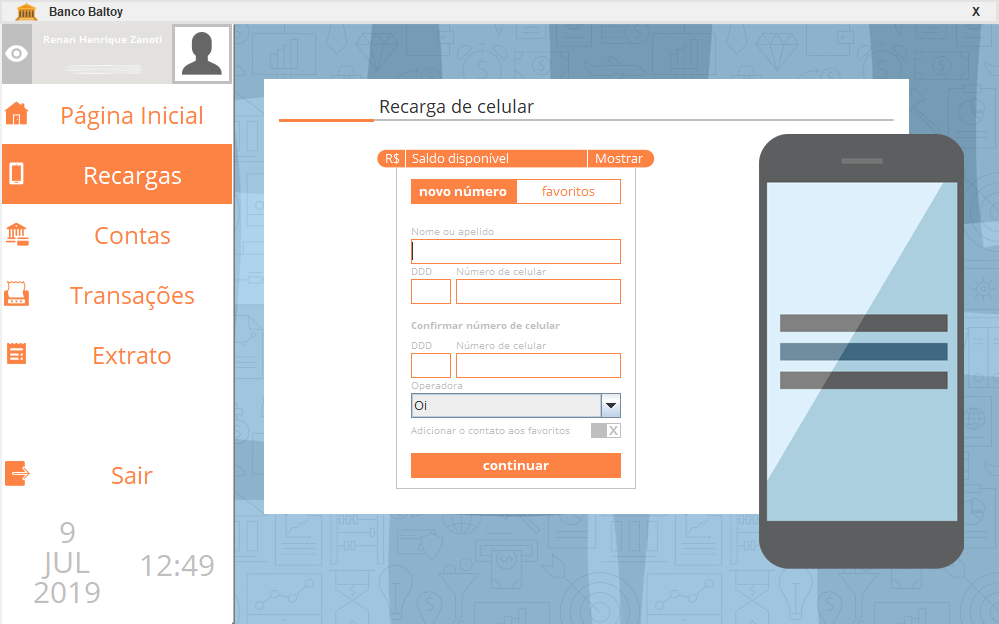 Banco Baltoy
X
Renan Henrique Zanoti
Página Inicial
Recargas
Contas
Transações
Extrato
Sair
9
JUL
2019
12:49
Recarga de celular
R$ Saldo disponível Mostrar
novo número favoritos
Nome ou apelido
DDD Número de celular
Confirmar número de celular
DDD Número de celular
Operadora
Oi
Adicionar o contato aos favoritos X
continuar